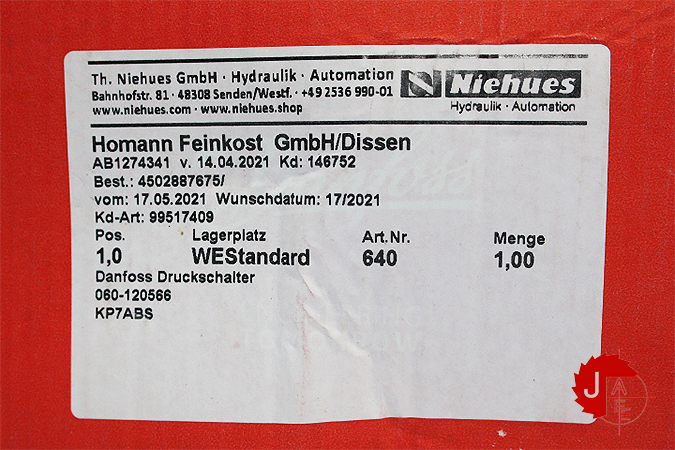 Th. Niehues GmbH · Hydraulik · Automation
Bahnhofstr. 81 · 48308 Senden/Westf. · +49 2536 990-01
www.niehues.com · www.niehues.shop
Niehues
Hydraulik · Automation
Homann Feinkost GmbH/Dissen
AB1274341 v. 14.04.2021 Kd: 146752
Best.: 4502887675/
vom: 17.05.2021 Wunschdatum: 17/2021
Kd-Art: 99517409
Pos. Lagerplatz Art.Nr. Menge
1,0 WEStandard 640 1,00
Danfoss Druckschalter
060-120566
KP7ABS
J A E